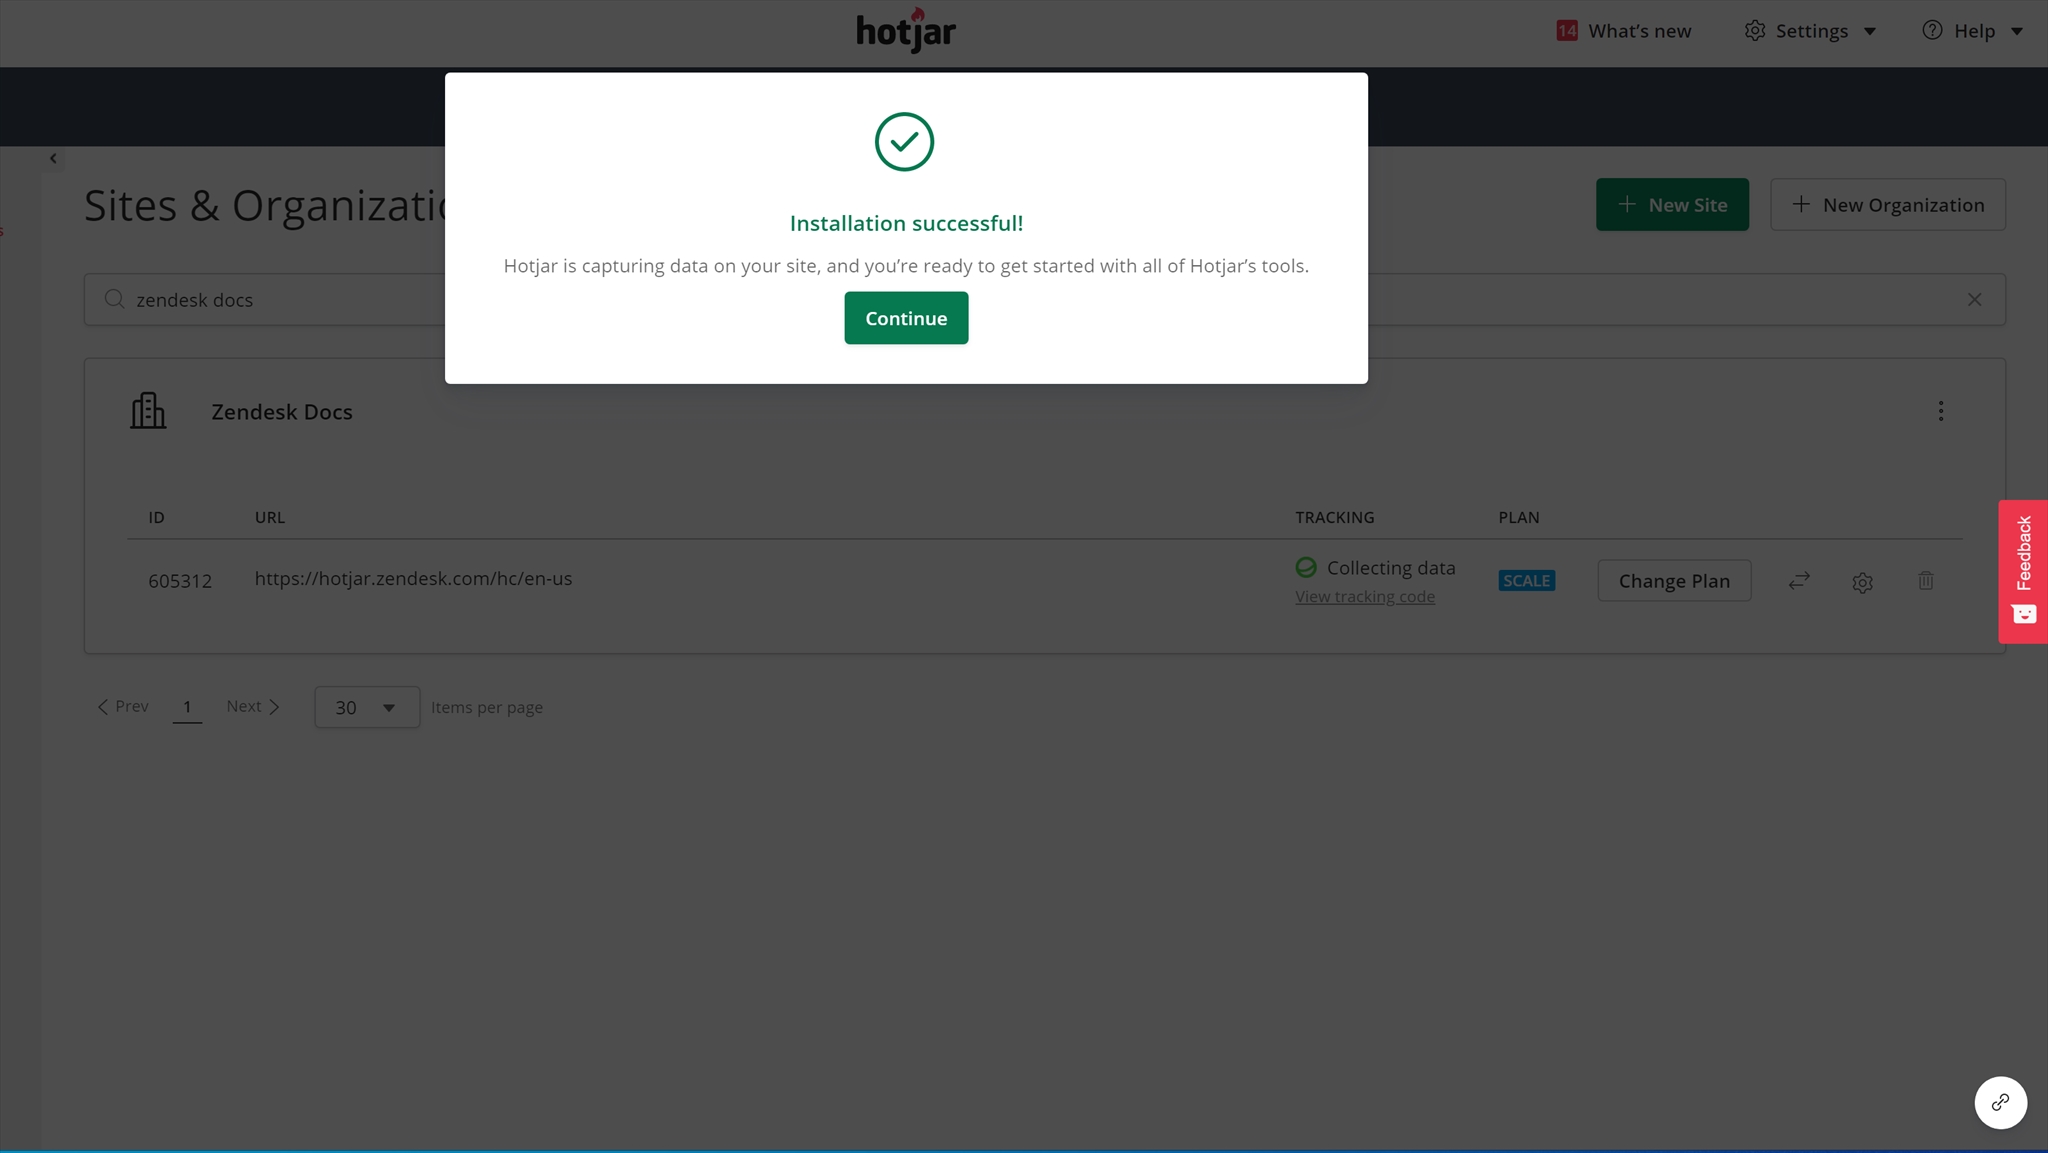 hotjar
14 What’s new
Settings
Help
Installation successful!
Hotjar is capturing data on your site, and you’re ready to get started with all of Hotjar’s tools.
Continue
Sites & Organizatio
+ New Site
+ New Organization
zendesk docs
Zendesk Docs
ID URL TRACKING PLAN
605312 https://hotjar.zendesk.com/hc/en-us Collecting data SCALE Change Plan
View tracking code
Feedback
Prev 1 Next 30 Items per page